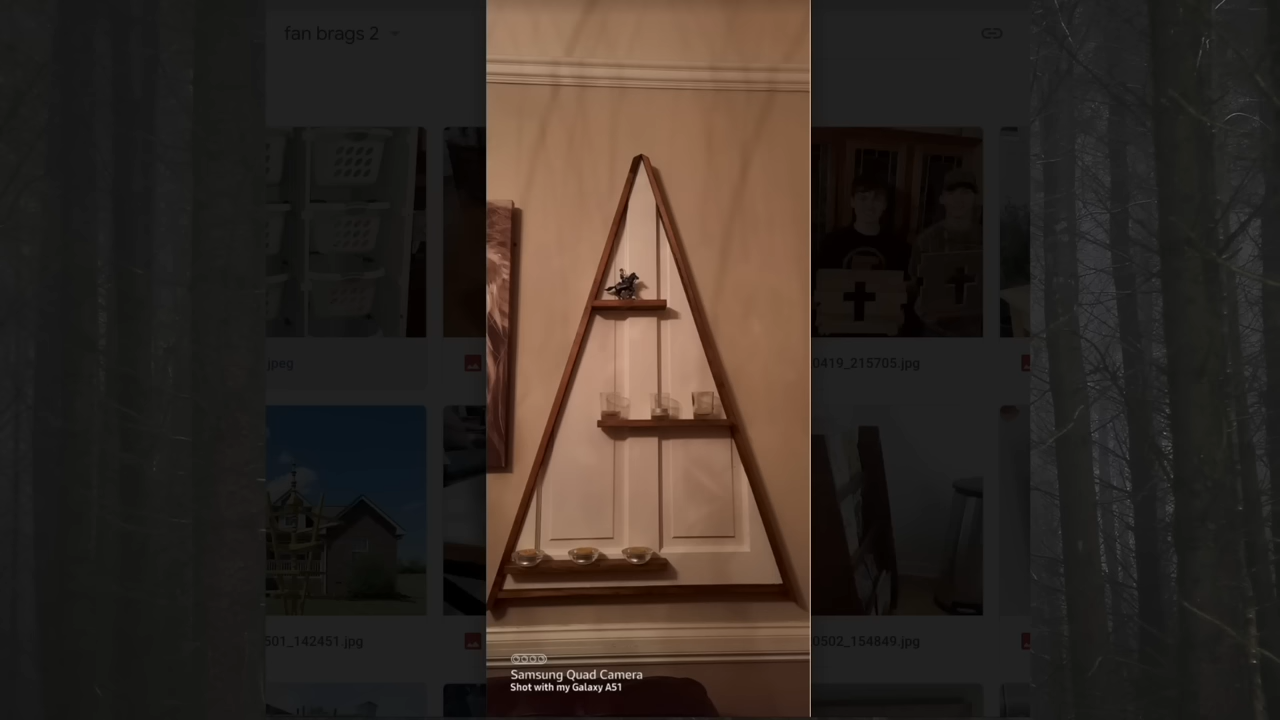 fan brags 2
jpeg
0419_215705.jpg
501_142451.jpg
0502_154849.jpg
Samsung Quad Camera
Shot with my Galaxy A51